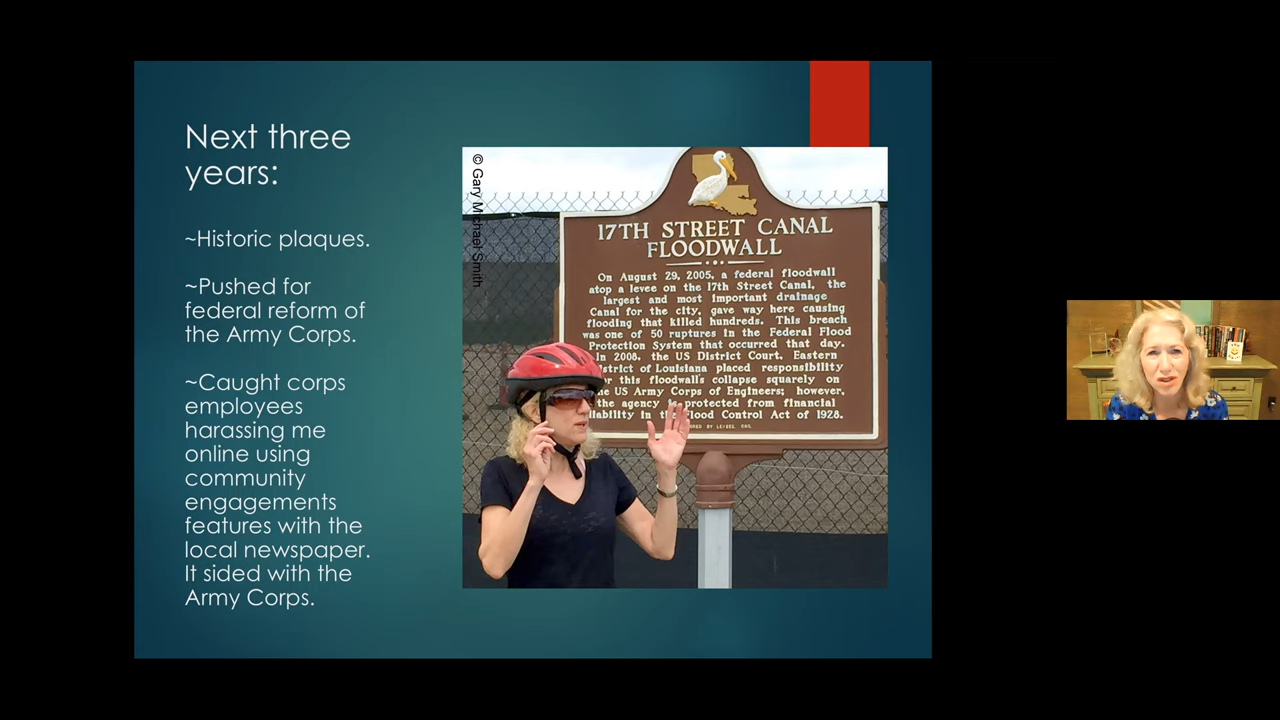 Next three
years:
~Historic plaques.
~Pushed for
federal reform of
the Army Corps.
~Caught corps
employees
harassing me
online using
community
engagements
features with the
local newspaper.
It sided with the
Army Corps.
© Gary Michael Smith
17TH STREET CANAL
FLOODWALL
On August 29, 2005, a federal floodwall
atop a levee on the 17th Street Canal, the
largest and most important drainage
Canal for the city, gave way here causing
flooding that killed hundreds. This breach
was one of 50 ruptures in the Federal Flood
Protection System that occurred that day.
In 2008, the US District Court, Eastern
District of Louisiana placed responsibility
for this floodwall's collapse squarely on
the US Army Corps of Engineers; however,
the agency is protected from financial
liability in the Flood Control Act of 1928.
BY LEVEES. ORG